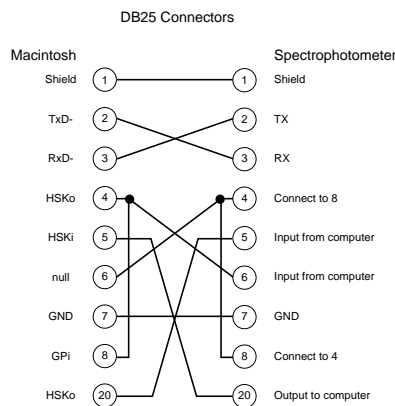 DB25 Connectors
Macintosh Spectrophotometer
Shield 1 1 Shield
TxD- 2 2 TX
RxD- 3 3 RX
HSKo 4 4 Connect to 8
HSKi 5 5 Input from computer
null 6 6 Input from computer
GND 7 7 GND
GPi 8 8 Connect to 4
HSKo 20 20 Output to computer